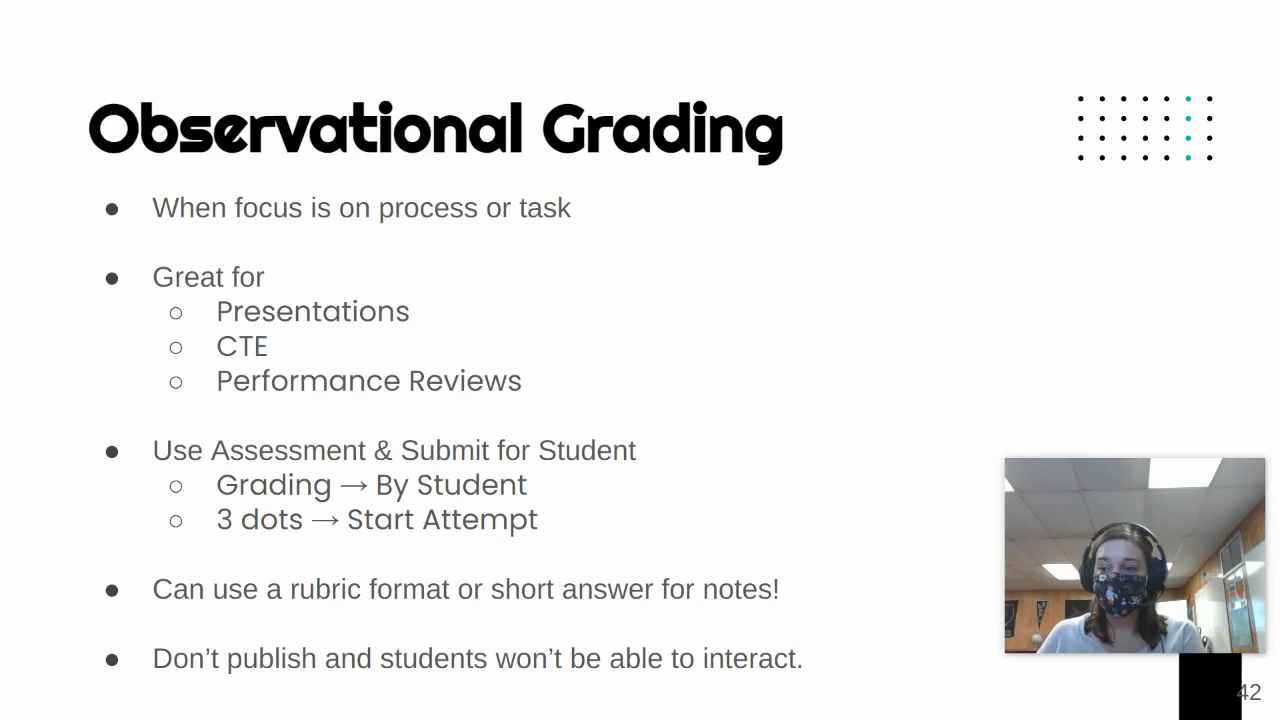 Observational Grading
● When focus is on process or task
● Great for
○ Presentations
○ CTE
○ Performance Reviews
● Use Assessment & Submit for Student
○ Grading → By Student
○ 3 dots → Start Attempt
● Can use a rubric format or short answer for notes!
● Don’t publish and students won’t be able to interact.
42